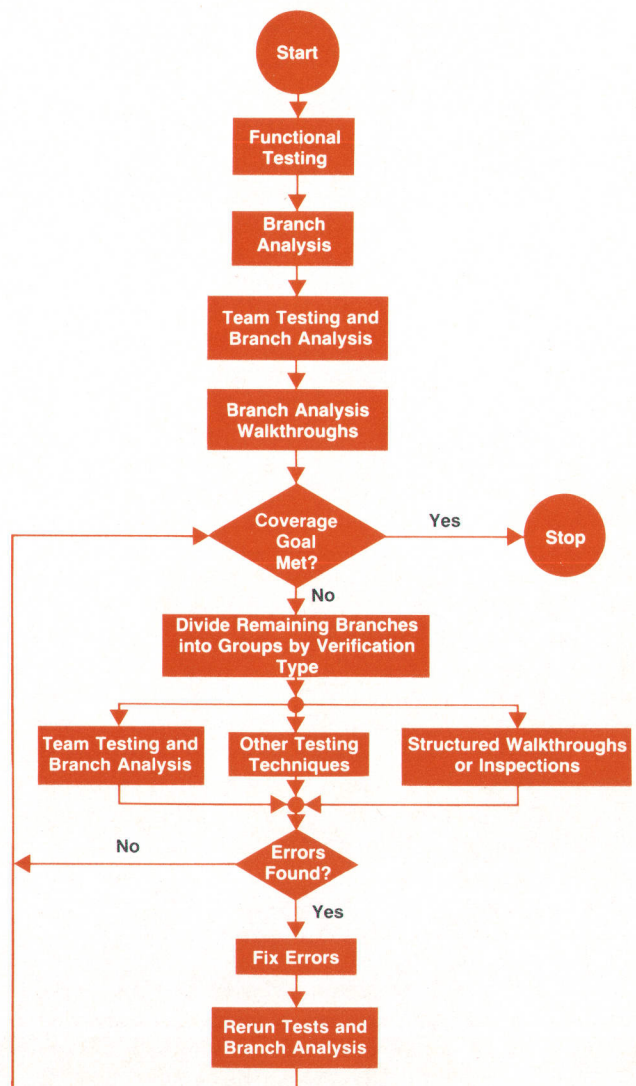 Start
Functional
Testing
Branch
Analysis
Team Testing and
Branch Analysis
Branch Analysis
Walkthroughs
Coverage
Goal
Met?
Yes
Stop
No
Divide Remaining Branches
into Groups by Verification
Type
Team Testing and
Branch Analysis
Other Testing
Techniques
Structured Walkthroughs
or Inspections
No
Errors
Found?
Yes
Fix Errors
Rerun Tests and
Branch Analysis